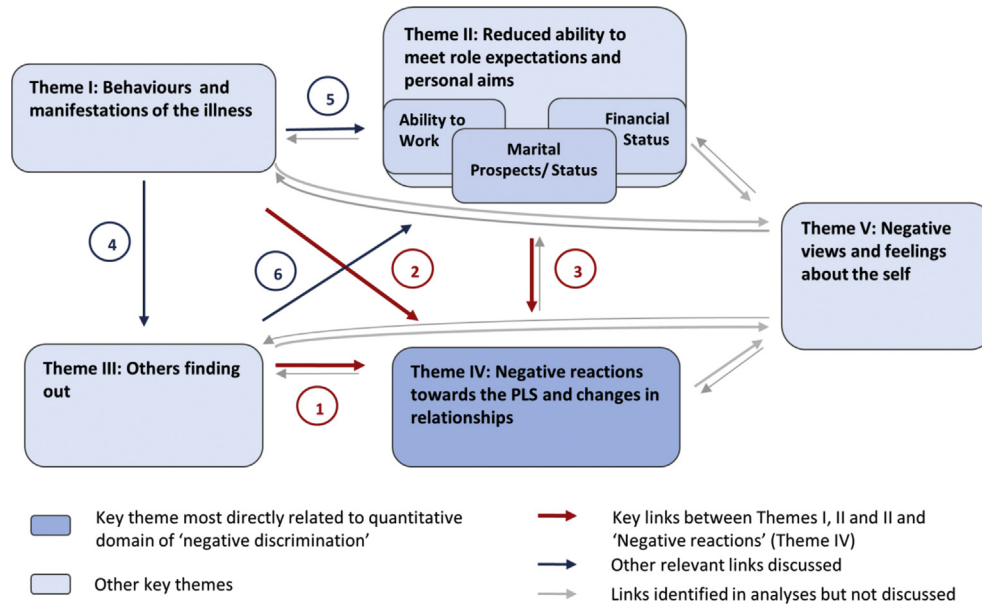 Theme II: Reduced ability to
meet role expectations and
personal aims
Theme I: Behaviours and
manifestations of the illness
5
Ability to
Work
Financial
Status
Marital
Prospects/ Status
Theme V: Negative
views and feelings
about the self
4
6
2
3
Theme III: Others finding
out
1
Theme IV: Negative reactions
towards the PLS and changes in
relationships
Key theme most directly related to quantitative
domain of ‘negative discrimination’
Other key themes
Key links between Themes I, II and II and
‘Negative reactions’ (Theme IV)
Other relevant links discussed
Links identified in analyses but not discussed